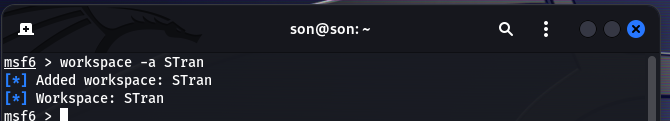 son@son: ~
msf6 > workspace -a STran
[*] Added workspace: STran
[*] Workspace: STran
msf6 >